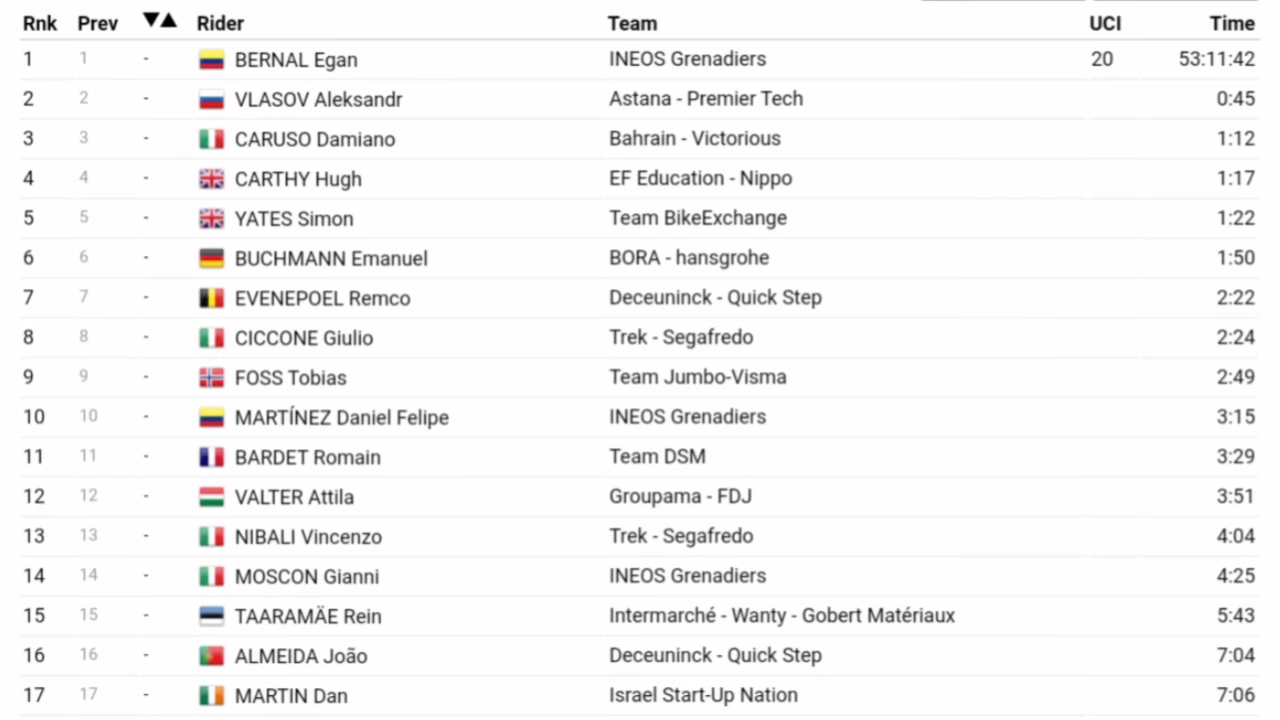 Rnk Prev ▼▲ Rider Team UCI Time
1 1 - BERNAL Egan INEOS Grenadiers 20 53:11:42
2 2 - VLASOV Aleksandr Astana - Premier Tech 0:45
3 3 - CARUSO Damiano Bahrain - Victorious 1:12
4 4 - CARTHY Hugh EF Education - Nippo 1:17
5 5 - YATES Simon Team BikeExchange 1:22
6 6 - BUCHMANN Emanuel BORA - hansgrohe 1:50
7 7 - EVENEPOEL Remco Deceuninck - Quick Step 2:22
8 8 - CICCONE Giulio Trek - Segafredo 2:24
9 9 - FOSS Tobias Team Jumbo-Visma 2:49
10 10 - MARTÍNEZ Daniel Felipe INEOS Grenadiers 3:15
11 11 - BARDET Romain Team DSM 3:29
12 12 - VALTER Attila Groupama - FDJ 3:51
13 13 - NIBALI Vincenzo Trek - Segafredo 4:04
14 14 - MOSCON Gianni INEOS Grenadiers 4:25
15 15 - TAARAMÄE Rein Intermarché - Wanty - Gobert Matériaux 5:43
16 16 - ALMEIDA João Deceuninck - Quick Step 7:04
17 17 - MARTIN Dan Israel Start-Up Nation 7:06